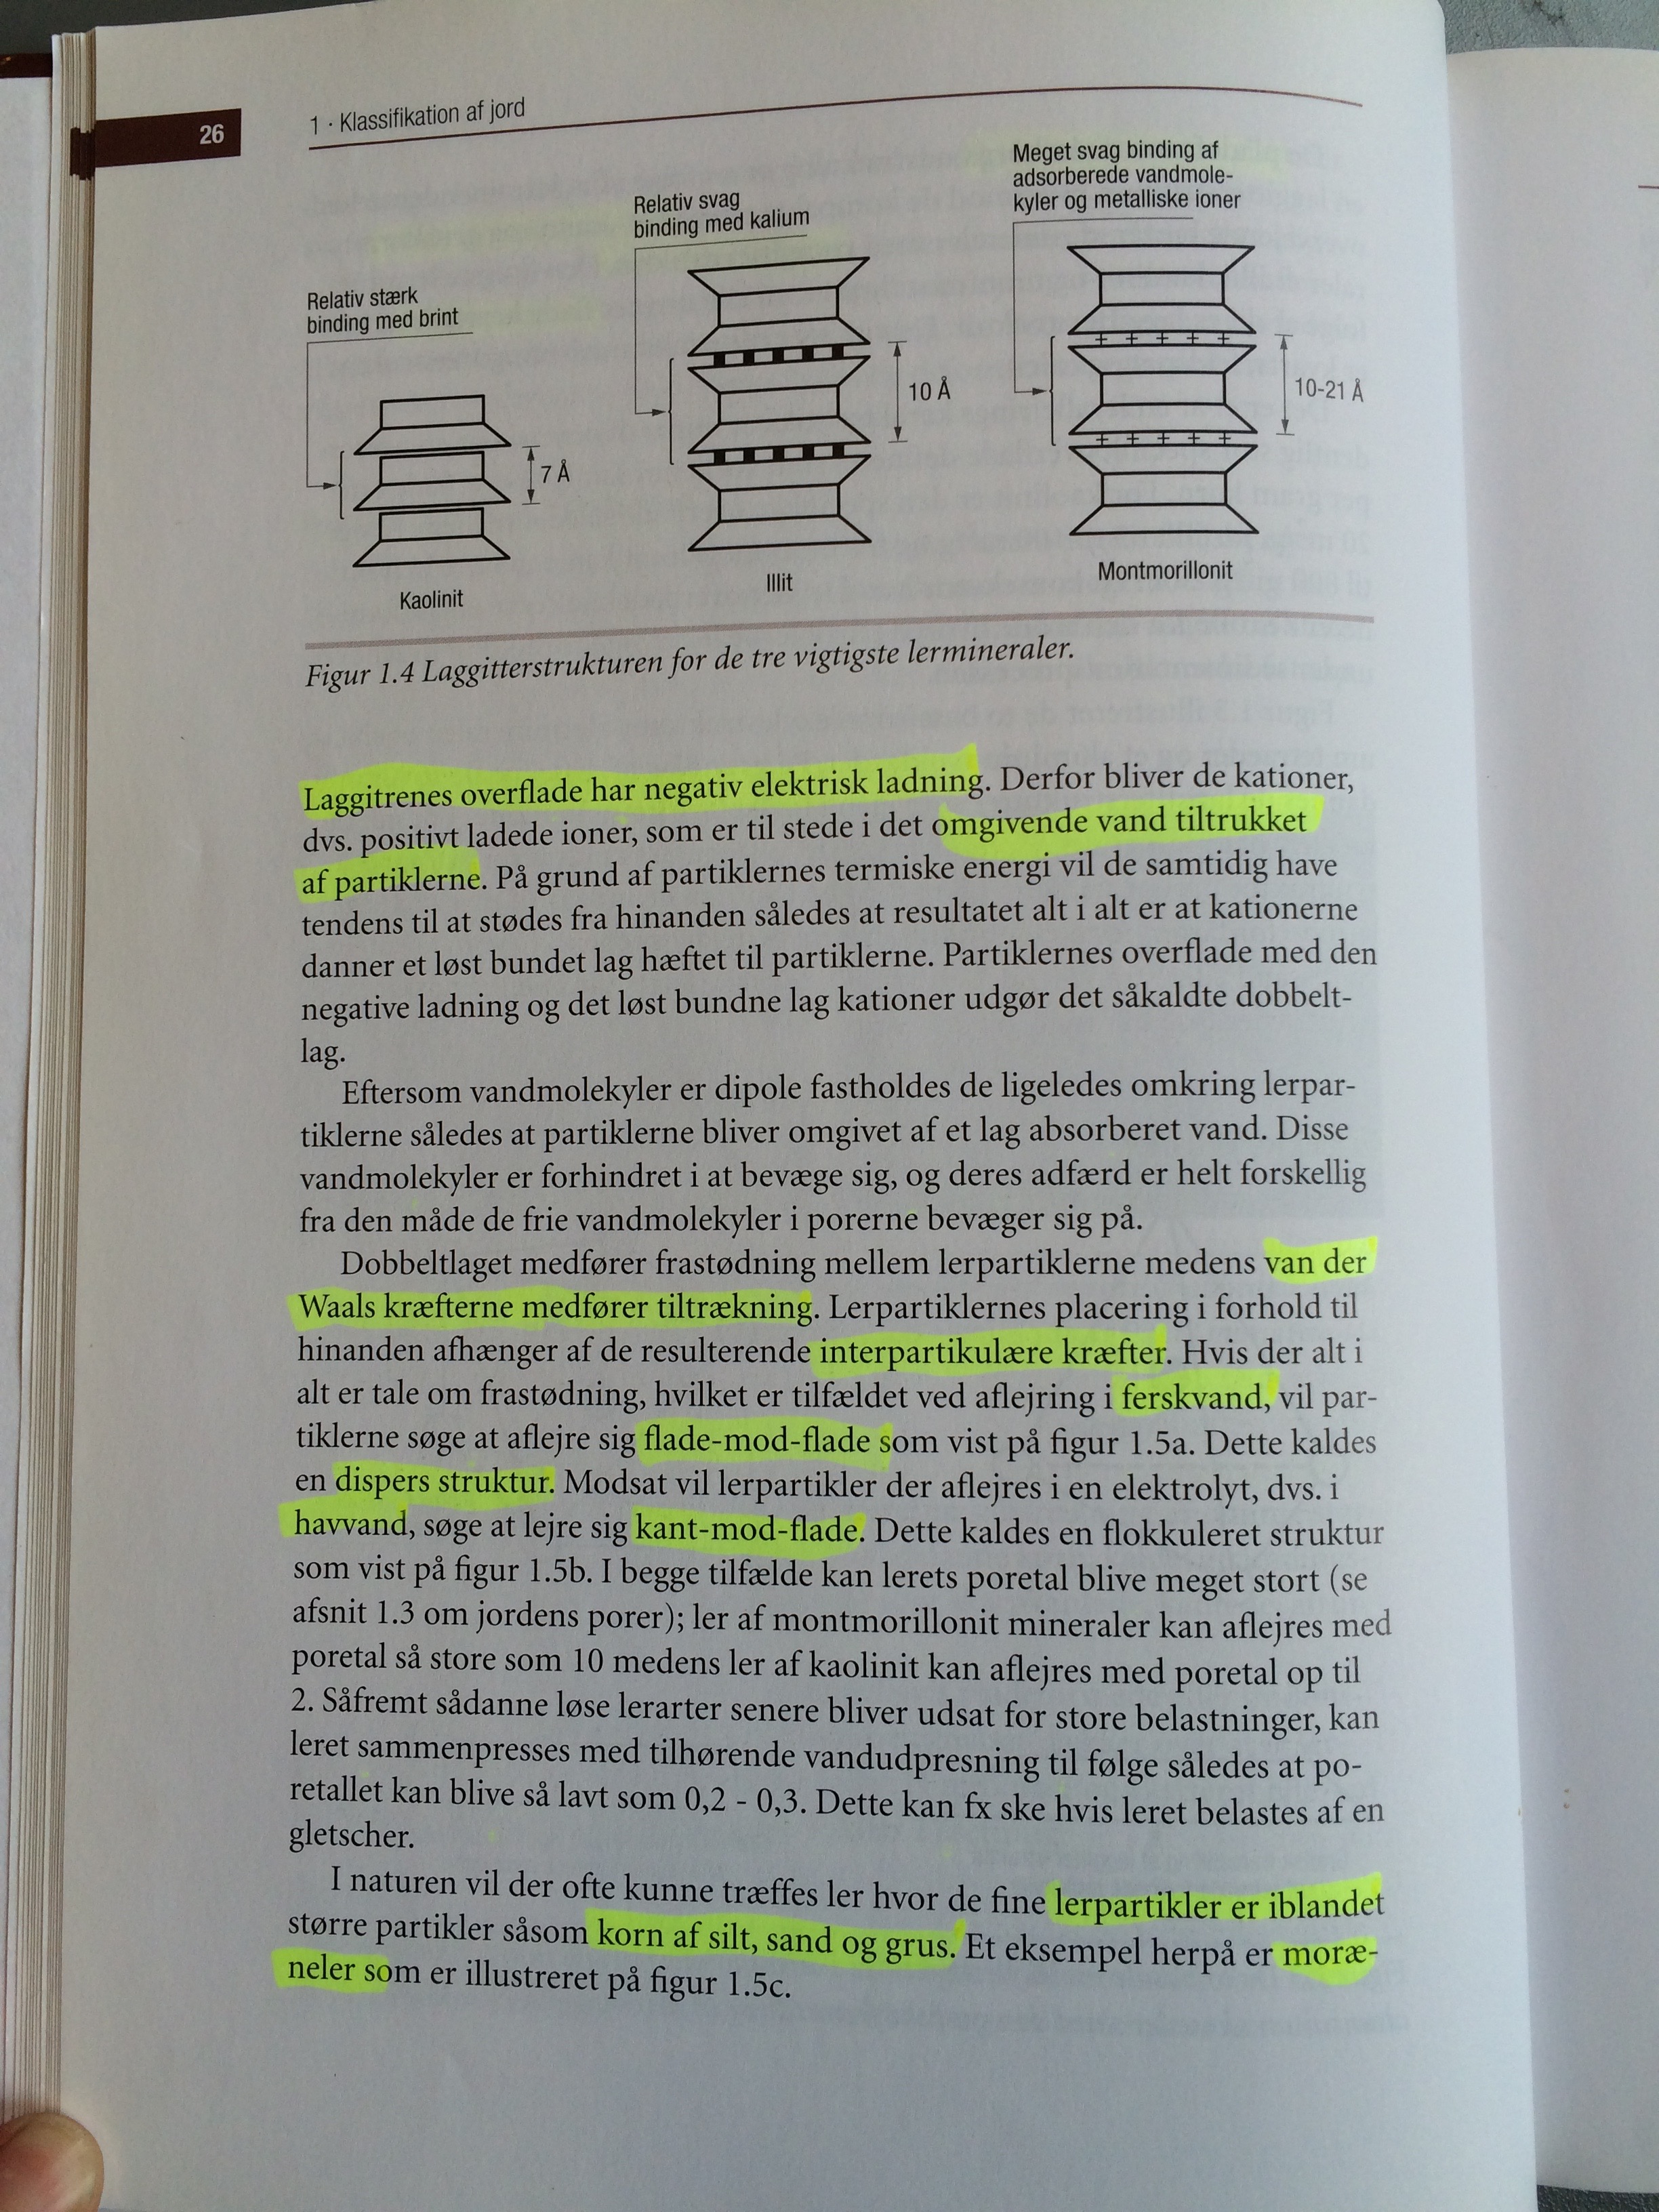 26
1 · Klassifikation af jord
Relativ stærk
binding med brint
7 Å
Kaolinit
Relativ svag
binding med kalium
10 Å
Illit
Meget svag binding af
adsorberede vandmole-
kyler og metalliske ioner
+ + + + +
+ + + + +
10-21 Å
Montmorillonit
Figur 1.4 Laggitterstrukturen for de tre vigtigste lermineraler.
Laggitrenes overflade har negativ elektrisk ladning. Derfor bliver de kationer,
dvs. positivt ladede ioner, som er til stede i det omgivende vand tiltrukket
af partiklerne. På grund af partiklernes termiske energi vil de samtidig have
tendens til at stødes fra hinanden således at resultatet alt i alt er at kationerne
danner et løst bundet lag hæftet til partiklerne. Partiklernes overflade med den
negative ladning og det løst bundne lag kationer udgør det såkaldte dobbelt-
lag.
Eftersom vandmolekyler er dipole fastholdes de ligeledes omkring lerpar-
tiklerne således at partiklerne bliver omgivet af et lag absorberet vand. Disse
vandmolekyler er forhindret i at bevæge sig, og deres adfærd er helt forskellig
fra den måde de frie vandmolekyler i porerne bevæger sig på.
Dobbeltlaget medfører frastødning mellem lerpartiklerne medens van der
Waals kræfterne medfører tiltrækning. Lerpartiklernes placering i forhold til
hinanden afhænger af de resulterende interpartikulære kræfter. Hvis der alt i
alt er tale om frastødning, hvilket er tilfældet ved aflejring i ferskvand, vil par-
tiklerne søge at aflejre sig flade-mod-flade som vist på figur 1.5a. Dette kaldes
en dispers struktur. Modsat vil lerpartikler der aflejres i en elektrolyt, dvs. i
havvand, søge at lejre sig kant-mod-flade. Dette kaldes en flokkuleret struktur
som vist på figur 1.5b. I begge tilfælde kan lerets poretal blive meget stort (se
afsnit 1.3 om jordens porer); ler af montmorillonit mineraler kan aflejres med
poretal så store som 10 medens ler af kaolinit kan aflejres med poretal op til
2. Såfremt sådanne løse lerarter senere bliver udsat for store belastninger, kan
leret sammenpresses med tilhørende vandudpresning til følge således at po-
retallet kan blive så lavt som 0,2 - 0,3. Dette kan fx ske hvis leret belastes af en
gletscher.
I naturen vil der ofte kunne træffes ler hvor de fine lerpartikler er iblandet
større partikler såsom korn af silt, sand og grus. Et eksempel herpå er moræ-
neler som er illustreret på figur 1.5c.